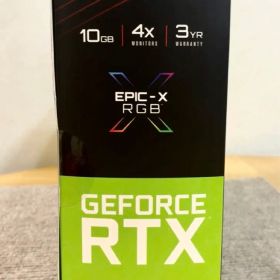 10GB 4X 3YR
MONITORS WARRANTY
EPIC-X
RGB
GEFORCE
RTX